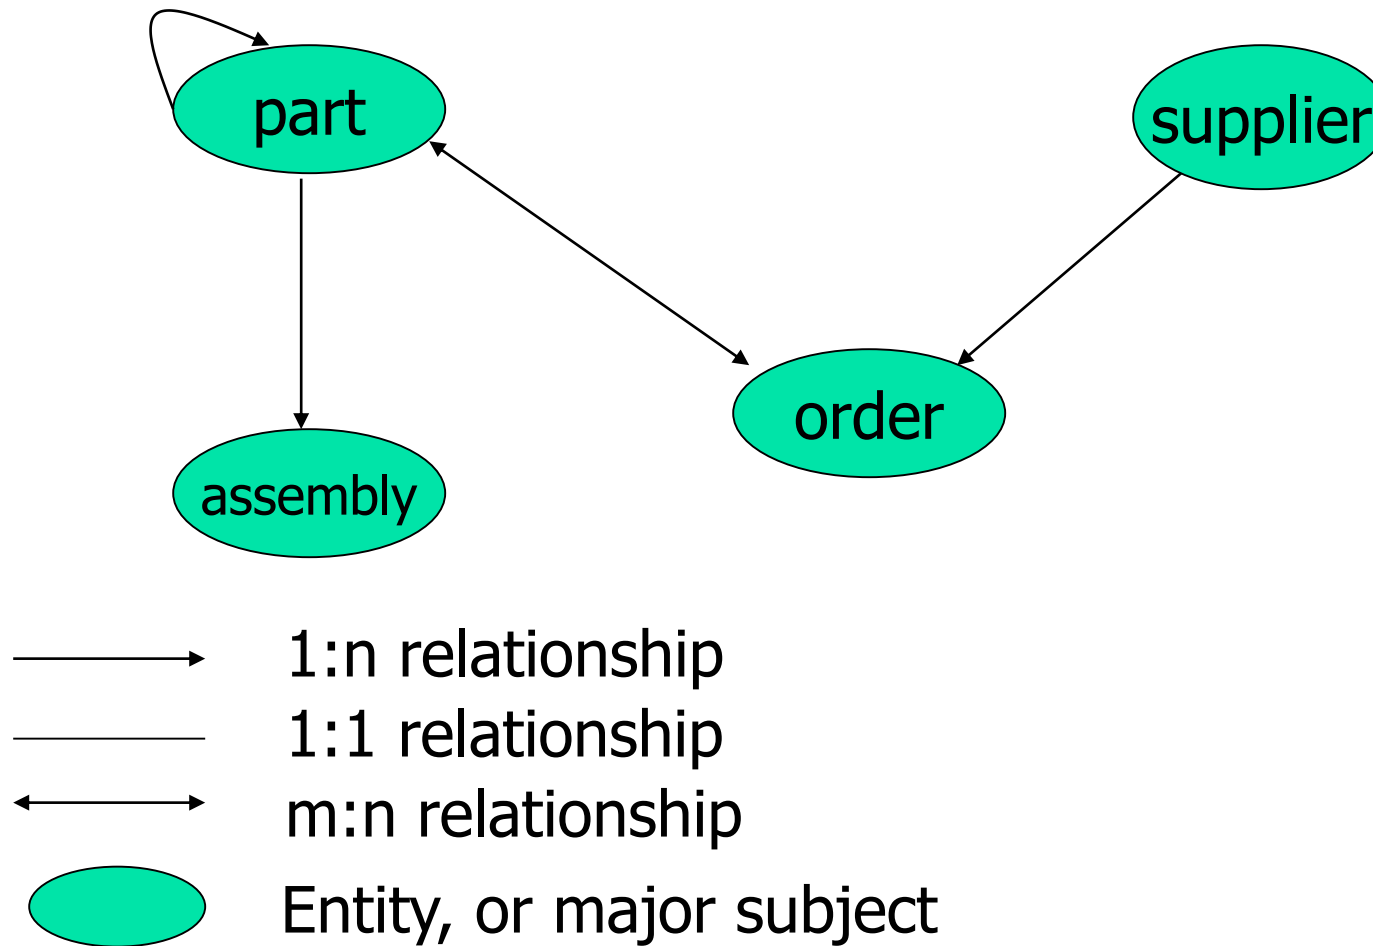 part
supplier
order
assembly
1:n relationship
1:1 relationship
m:n relationship
Entity, or major subject